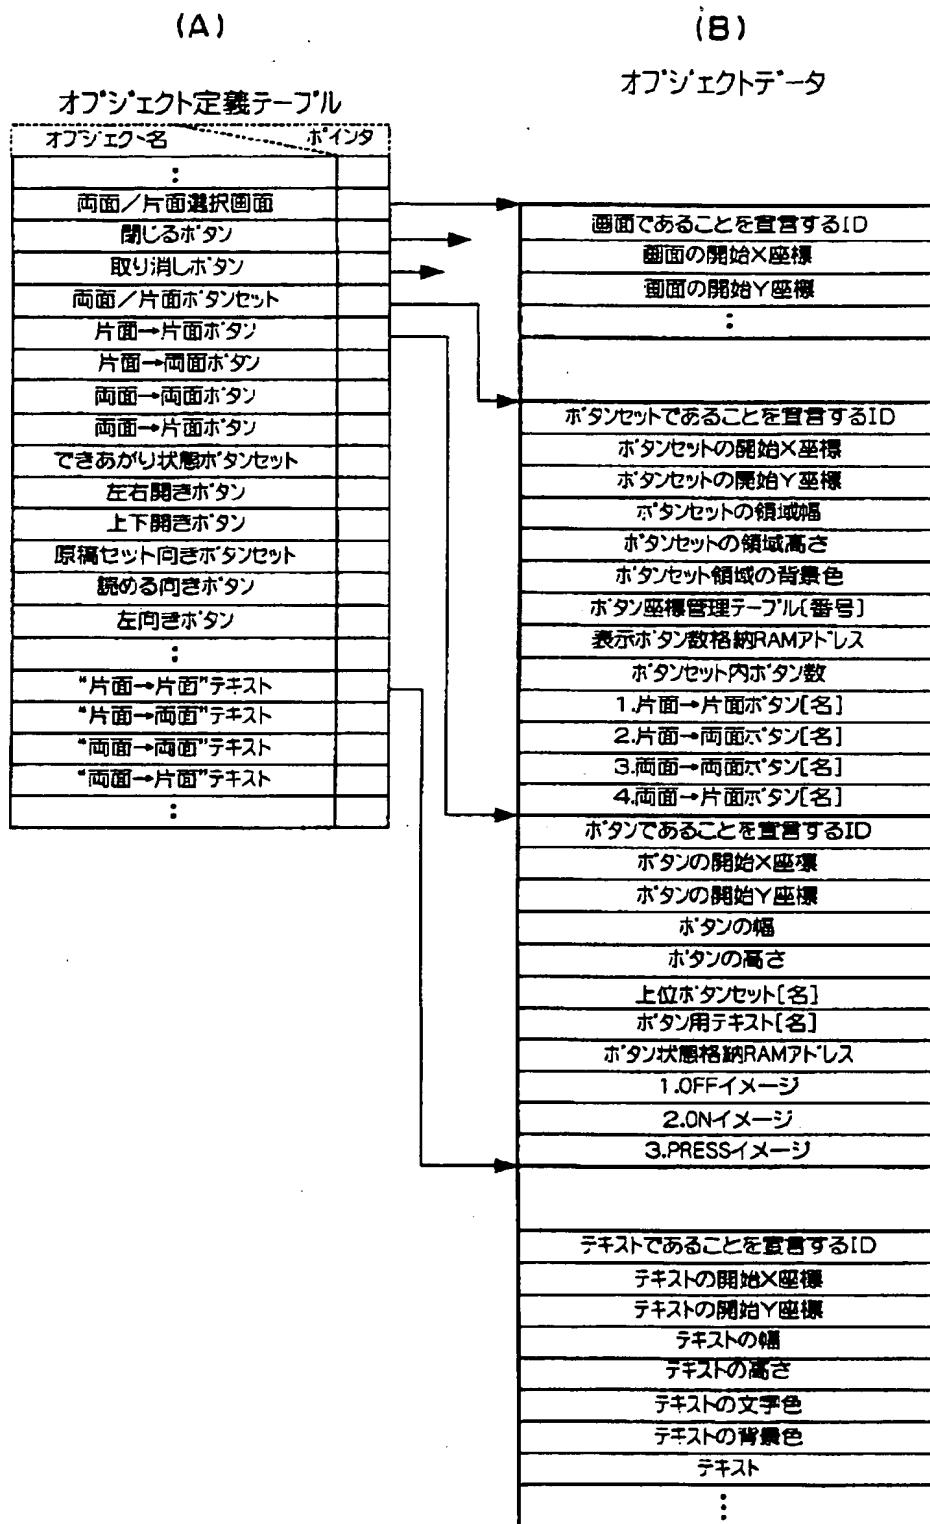 (A)
オブジェクト定義テーブル
オブジェクト名 ポインタ
:
両面／片面選択画面
閉じるボタン
取り消しボタン
両面／片面ボタンセット
片面→片面ボタン
片面→両面ボタン
両面→両面ボタン
両面→片面ボタン
できあがり状態ボタンセット
左右開きボタン
上下開きボタン
原稿セット向きボタンセット
読める向きボタン
左向きボタン
:
“片面→片面”テキスト
“片面→両面”テキスト
“両面→両面”テキスト
“両面→片面”テキスト
:
(B)
オブジェクトデータ
画面であることを宣言するID
画面の開始X座標
画面の開始Y座標
:
ボタンセットであることを宣言するID
ボタンセットの開始X座標
ボタンセットの開始Y座標
ボタンセットの領域幅
ボタンセットの領域高さ
ボタンセット領域の背景色
ボタン座標管理テーブル[番号]
表示ボタン数格納RAMアドレス
ボタンセット内ボタン数
1.片面→片面ボタン[名]
2.片面→両面ボタン[名]
3.両面→両面ボタン[名]
4.両面→片面ボタン[名]
ボタンであることを宣言するID
ボタンの開始X座標
ボタンの開始Y座標
ボタンの幅
ボタンの高さ
上位ボタンセット[名]
ボタン用テキスト[名]
ボタン状態格納RAMアドレス
1.OFFイメージ
2.ONイメージ
3.PRESSイメージ
テキストであることを宣言するID
テキストの開始X座標
テキストの開始Y座標
テキストの幅
テキストの高さ
テキストの文字色
テキストの背景色
テキスト
: